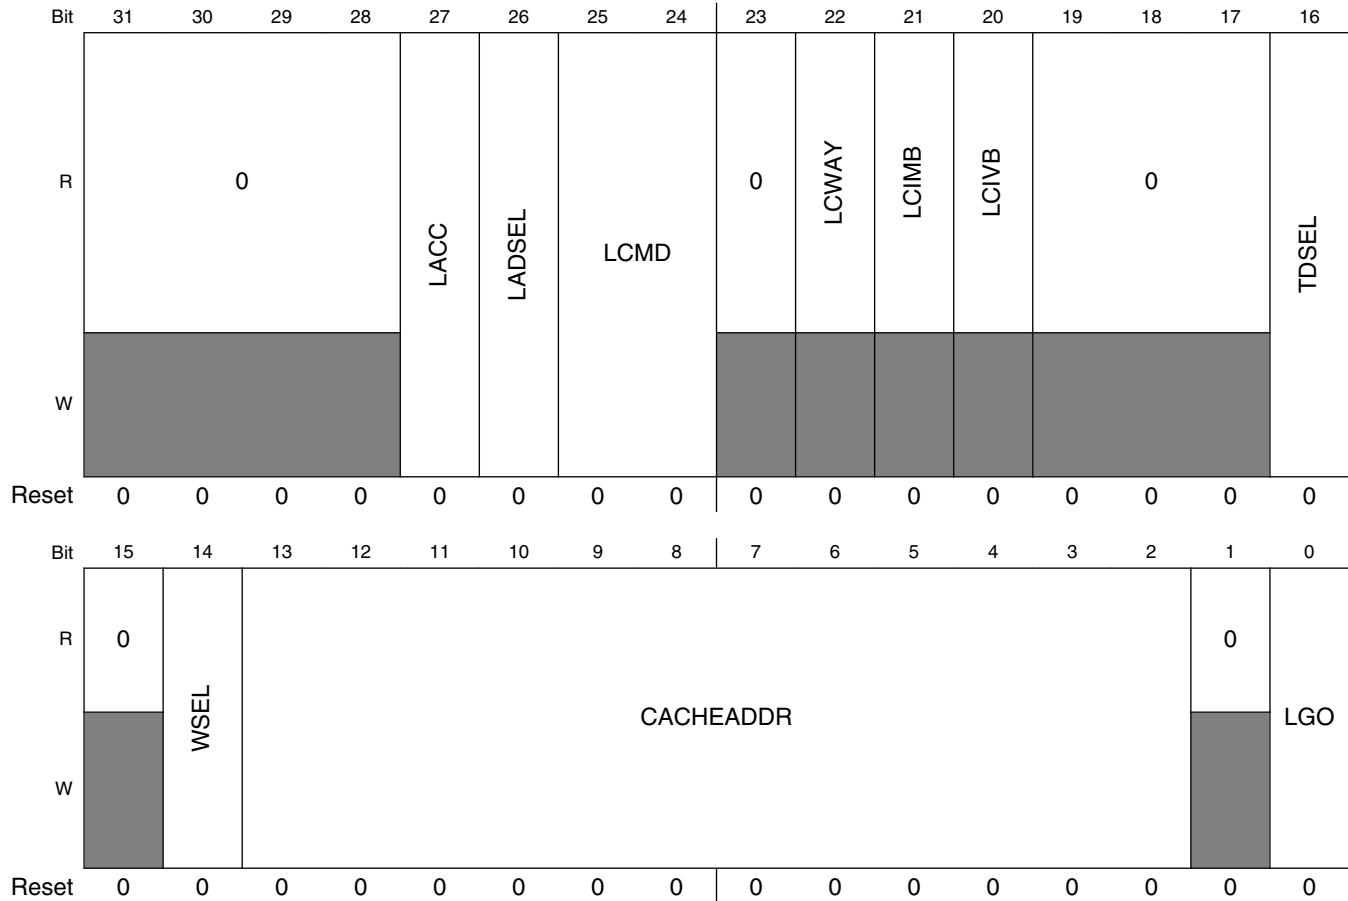 Bit 31 30 29 28 27 26 25 24 23 22 21 20 19 18 17 16
R 0 LACC LADSEL LCMD 0 LCWAY LCIMB LCIVB 0 TDSEL
W
Reset 0 0 0 0 0 0 0 0 0 0 0 0 0 0 0 0
Bit 15 14 13 12 11 10 9 8 7 6 5 4 3 2 1 0
R 0 WSEL CACHEADDR 0 LGO
W
Reset 0 0 0 0 0 0 0 0 0 0 0 0 0 0 0 0